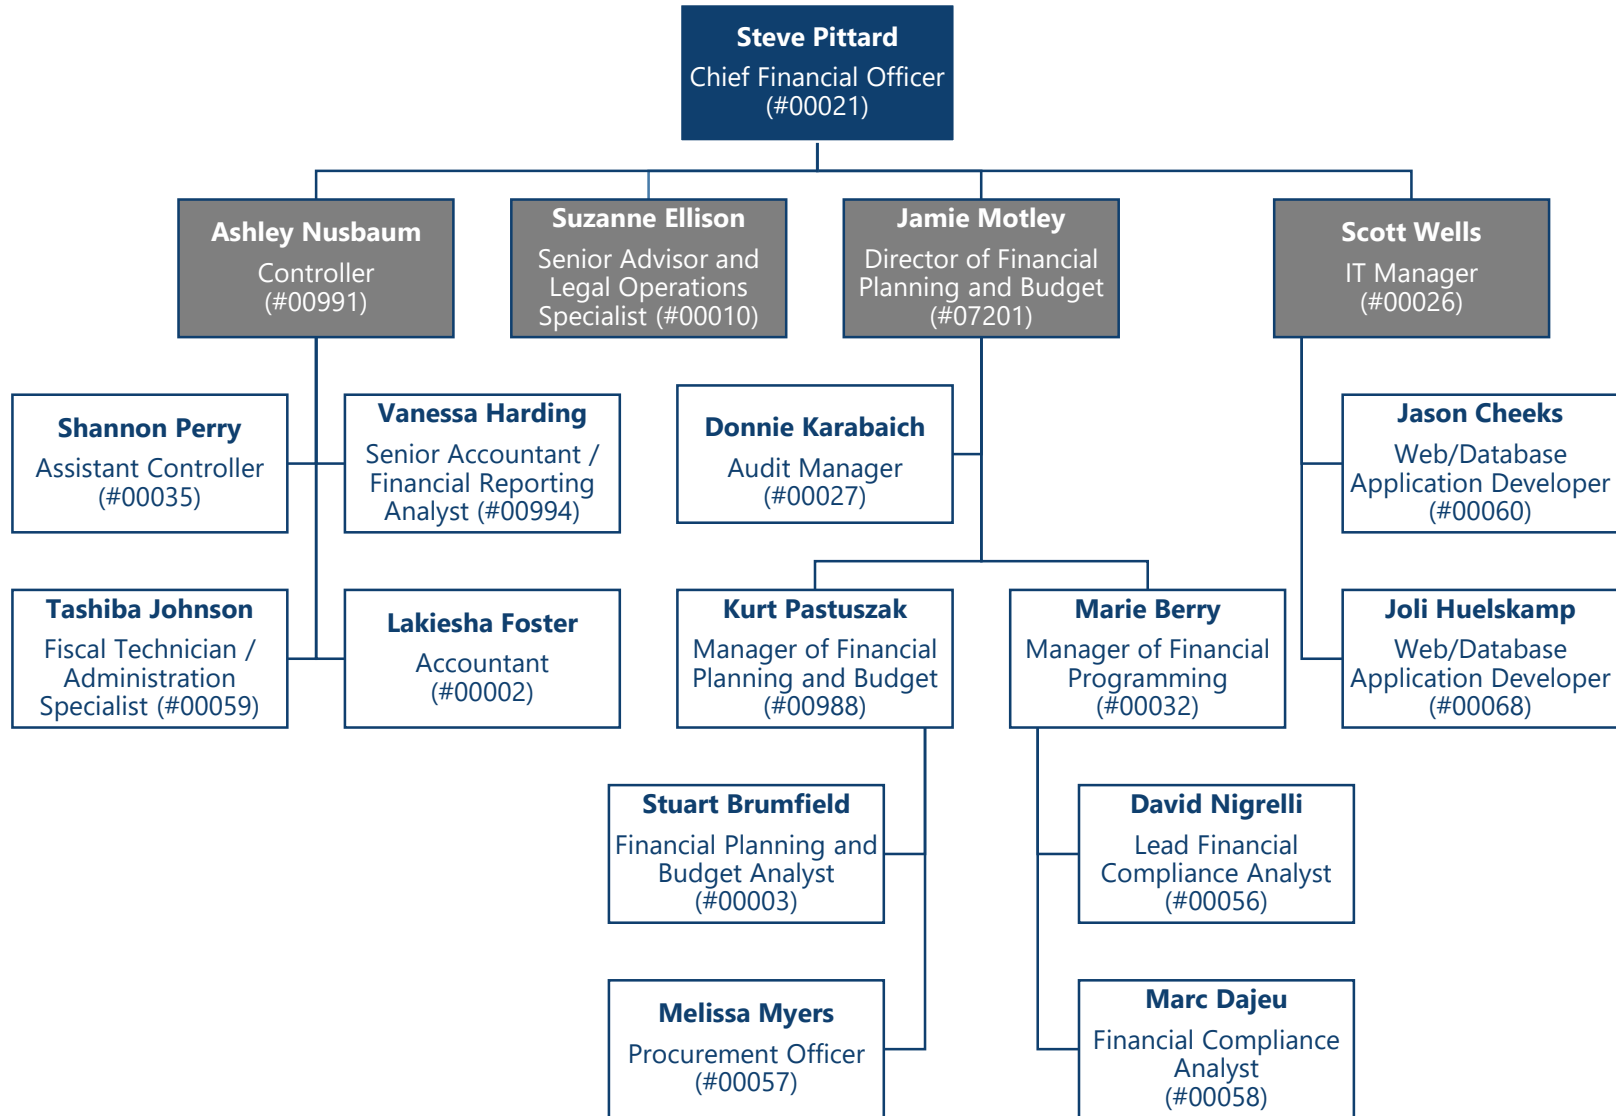 Steve Pittard
Chief Financial Officer
(#00021)
Ashley Nusbaum
Controller
(#00991)
Suzanne Ellison
Senior Advisor and
Legal Operations
Specialist (#00010)
Jamie Motley
Director of Financial
Planning and Budget
(#07201)
Scott Wells
IT Manager
(#00026)
Shannon Perry
Assistant Controller
(#00035)
Vanessa Harding
Senior Accountant /
Financial Reporting
Analyst (#00994)
Donnie Karabaich
Audit Manager
(#00027)
Jason Cheeks
Web/Database
Application Developer
(#00060)
Tashiba Johnson
Fiscal Technician /
Administration
Specialist (#00059)
Lakiesha Foster
Accountant
(#00002)
Kurt Pastuszak
Manager of Financial
Planning and Budget
(#00988)
Marie Berry
Manager of Financial
Programming
(#00032)
Joli Huelskamp
Web/Database
Application Developer
(#00068)
Stuart Brumfield
Financial Planning and
Budget Analyst
(#00003)
David Nigrelli
Lead Financial
Compliance Analyst
(#00056)
Melissa Myers
Procurement Officer
(#00057)
Marc Dajeu
Financial Compliance
Analyst
(#00058)